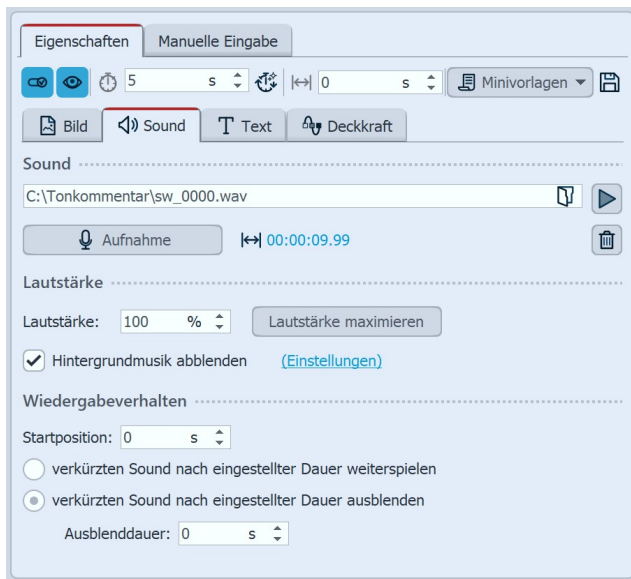 Eigenschaften Manuelle Eingabe
5 s 0 s Minivorlagen
Bild Sound Text Deckkraft
Sound
C:\Tonkommentar\sw_0000.wav
Aufnahme 00:00:09.99
Lautstärke
Lautstärke: 100 % Lautstärke maximieren
Hintergrundmusik abblenden (Einstellungen)
Wiedergabeverhalten
Startposition: 0 s
verkürzten Sound nach eingestellter Dauer weiterspielen
verkürzten Sound nach eingestellter Dauer ausblenden
Ausblenddauer: 0 s